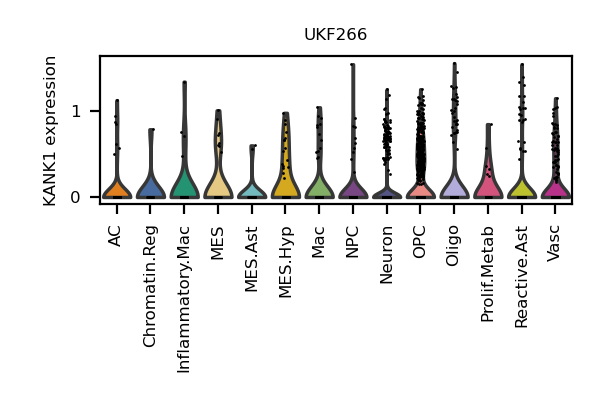 UKF266
KANK1 expression
1
0
AC
Chromatin.Reg
Inflammatory.Mac
MES
MES.Ast
MES.Hyp
Mac
NPC
Neuron
OPC
Oligo
Prolif.Metab
Reactive.Ast
Vasc